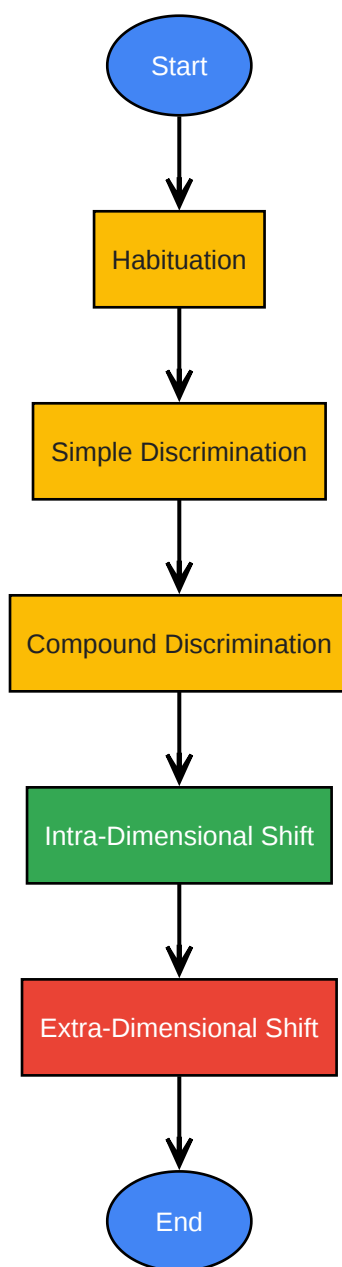 Start
Habituation
Simple Discrimination
Compound Discrimination
Intra-Dimensional Shift
Extra-Dimensional Shift
End